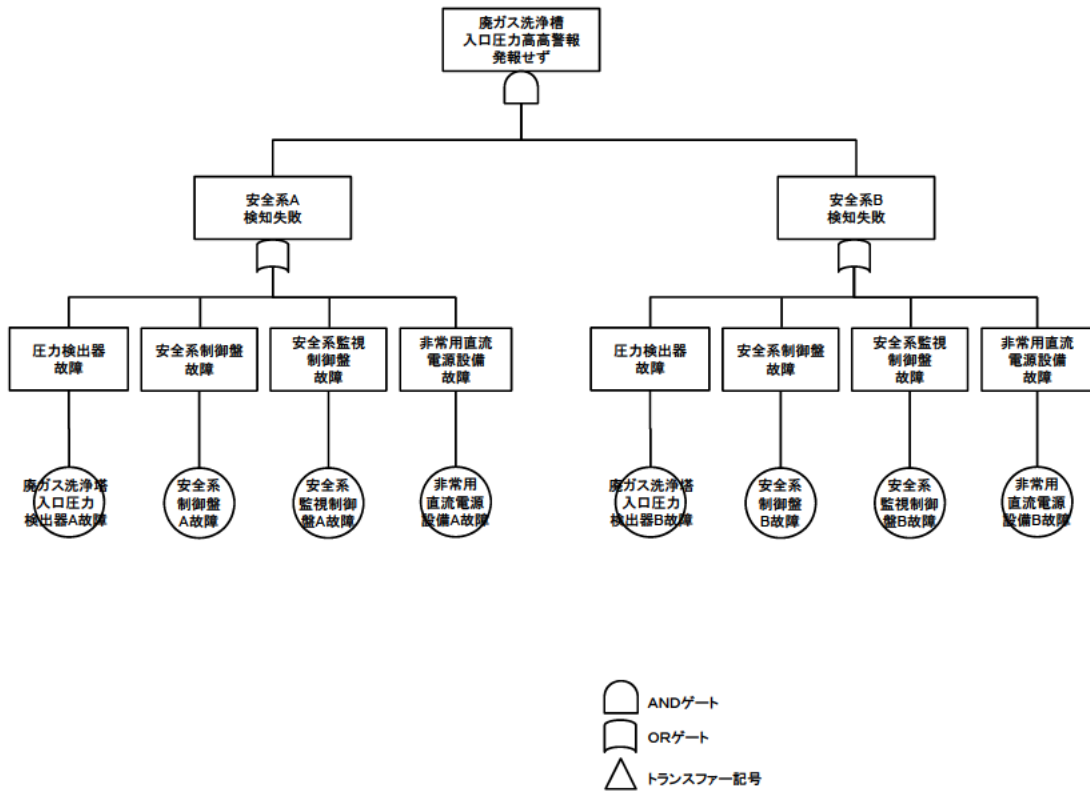 廃ガス洗浄槽
入口圧力高高警報
発報せず
安全系A
検知失敗
安全系B
検知失敗
圧力検出器
故障
安全系制御盤
故障
安全系監視
制御盤
故障
非常用直流
電源設備
故障
圧力検出器
故障
安全系制御盤
故障
安全系監視
制御盤
故障
非常用直流
電源設備
故障
廃ガス洗浄塔
入口圧力
検出器A故障
安全系
制御盤
A故障
安全系
監視制御
盤A故障
非常用
直流電源
設備A故障
廃ガス洗浄塔
入口圧力
検出器B故障
安全系
制御盤
B故障
安全系
監視制御
盤B故障
非常用
直流電源
設備B故障
ANDゲート
ORゲート
トランスファー記号